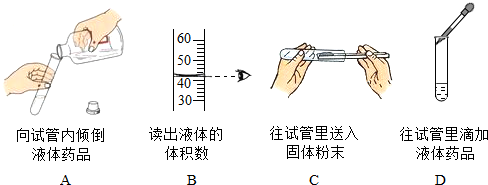 60
50
40
30
向试管内倾倒
液体药品
读出液体的
体积数
往试管里送入
固体粉末
往试管里滴加
液体药品
A
B
C
D